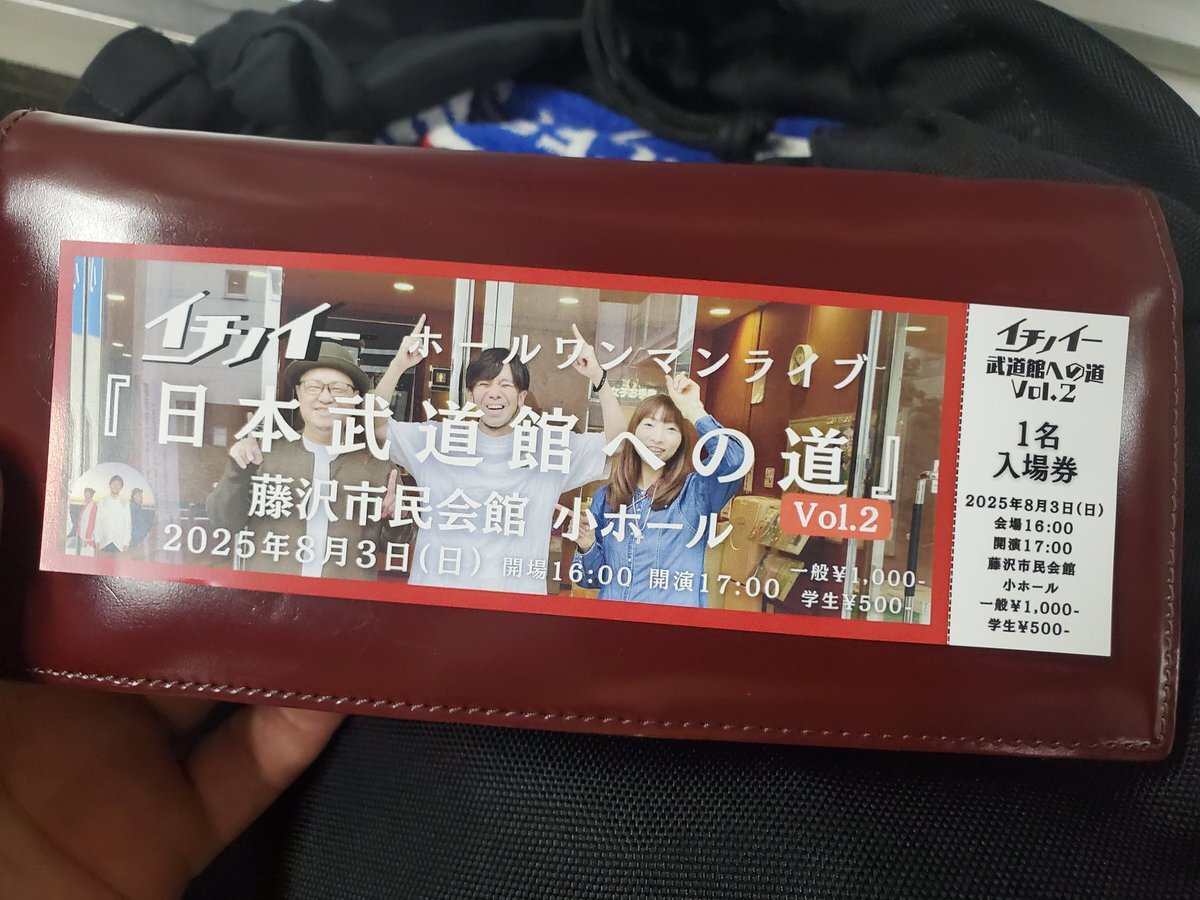 イチノイー ホールワンマンライブ
『日本武道館への道』
Vol.2
藤沢市民会館 小ホール
2025年8月3日(日) 開場16:00 開演17:00
一般¥1,000-
学生¥500-
イチノイー
武道館への道
Vol.2
1名
入場券
2025年8月3日(日)
会場16:00
開演17:00
藤沢市民会館
小ホール
一般¥1,000-
学生¥500-